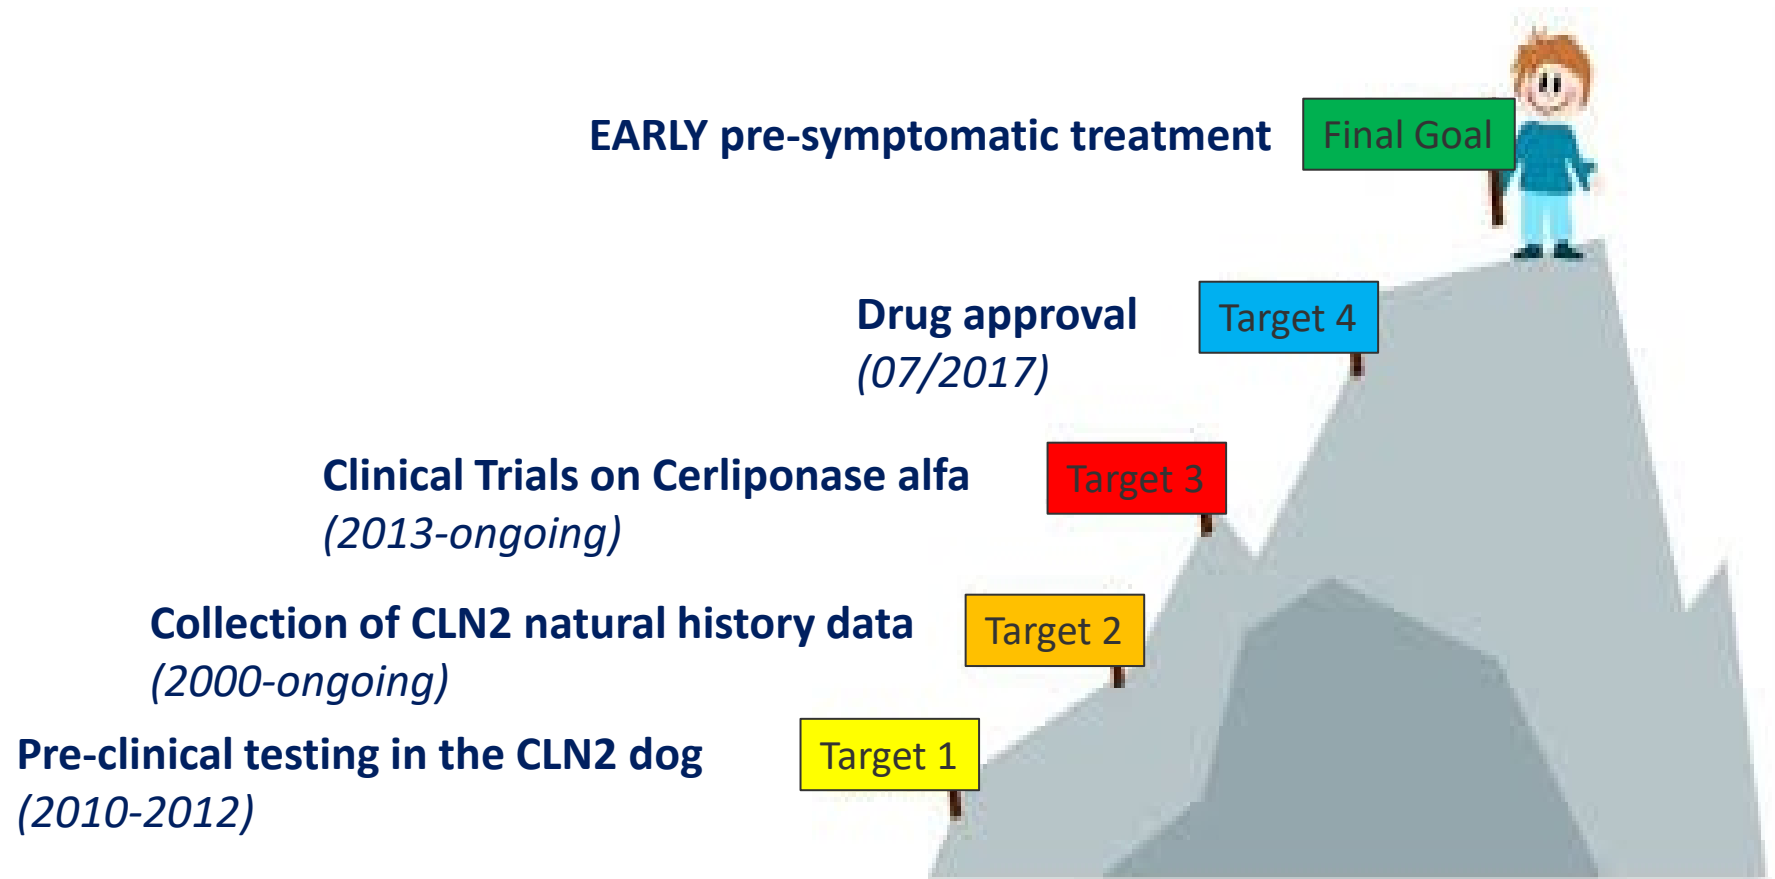 EARLY pre-symptomatic treatment
Final Goal
Drug approval
(07/2017)
Target 4
Clinical Trials on Cerliponase alfa
(2013-ongoing)
Target 3
Collection of CLN2 natural history data
(2000-ongoing)
Target 2
Pre-clinical testing in the CLN2 dog
(2010-2012)
Target 1